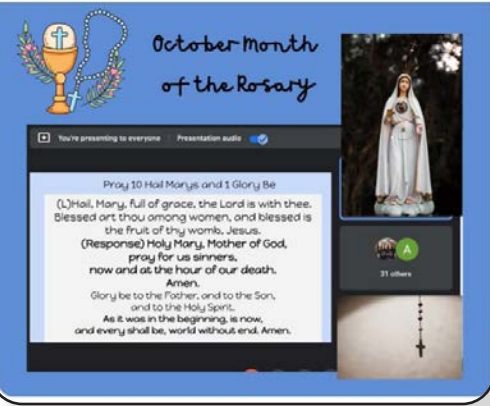 October Month
of the Rosary
You're presenting to everyone
Presentation audio
Pray 10 Hail Marys and 1 Glory Be
(L)Hail, Mary, full of grace, the Lord is with thee.
Blessed art thou among women, and blessed is
the fruit of thy womb, Jesus.
(Response) Holy Mary, Mother of God,
pray for us sinners,
now and at the hour of our death.
Amen.
Glory be to the Father, and to the Son,
and to the Holy Spirit,
As it was in the beginning, is now,
and every shall be, world without end. Amen.
A
31 others